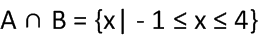 A ∩ B = {x| - 1 ≤ x ≤ 4}